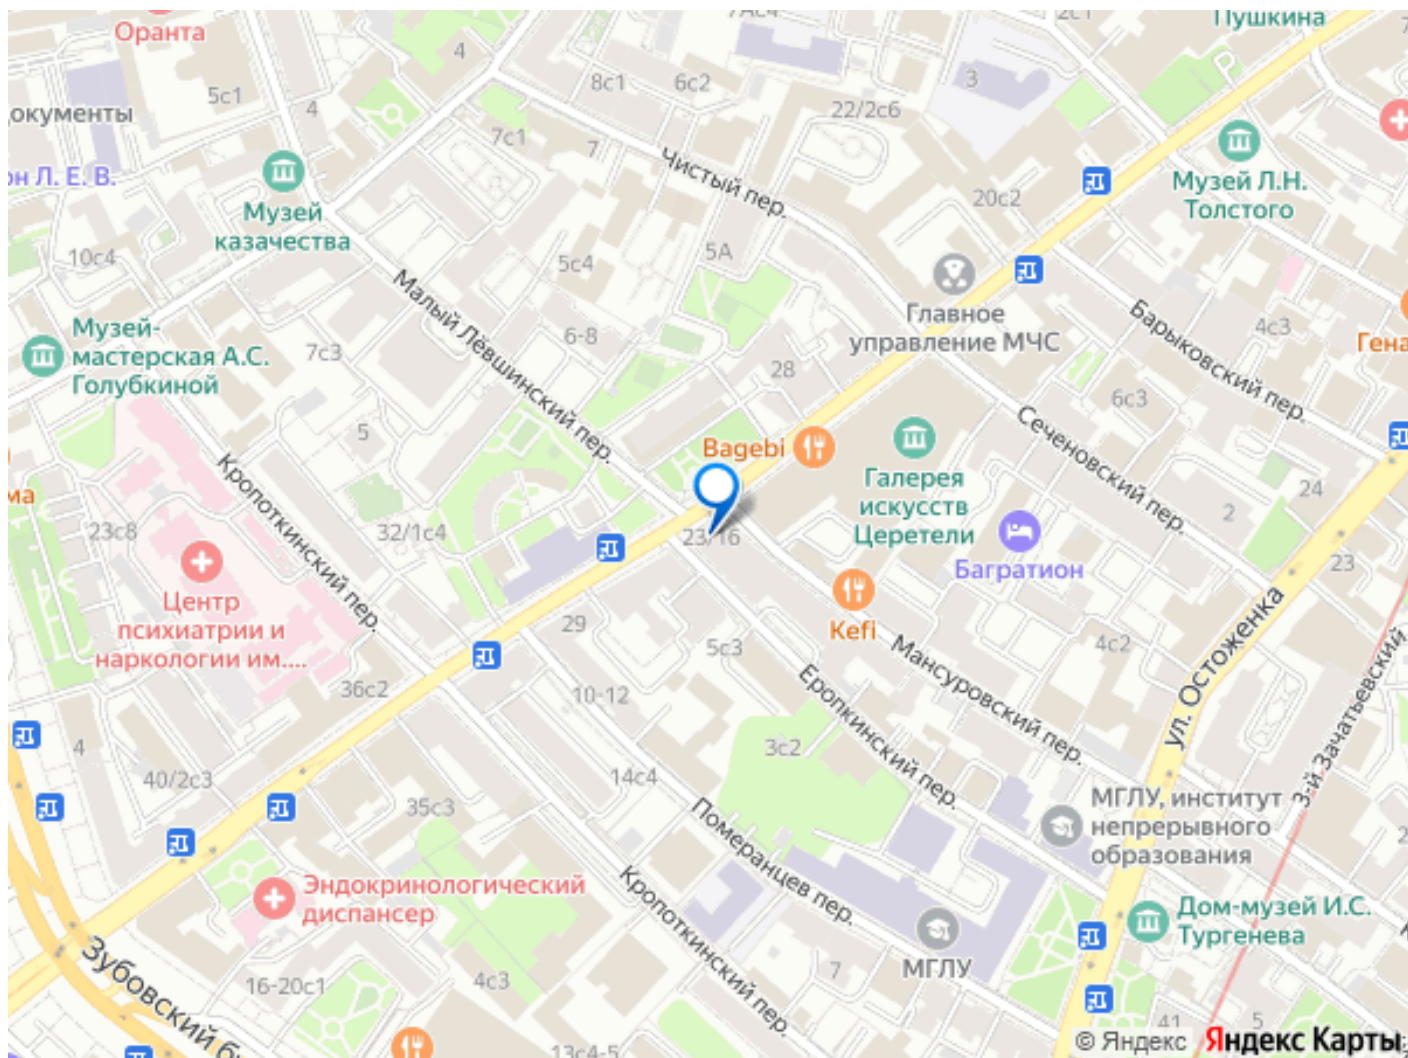 Оранта
4
8с1
6с2
7Ас4
2с1
Пушкина
3
5с1
4
22/2с6
окументы
7с1
7
Чистый пер.
20с2
Музей Л.Н.
Толстого
он Л. Е. В.
Музей
казачества
10с4
5с4
5А
Малый Лёвшинский пер.
6-8
Главное
управление МЧС
Барыковский пер.
4с3
Гена
Музей-
мастерская А.С.
Голубкиной
7с3
28
6с3
5
Bagebi
Сеченовский пер.
Галерея
искусств
Церетели
24
2
ма
23с8
Кропоткинский пер.
32/1с4
23/16
Багратион
23
Центр
психиатрии и
наркологии им....
29
Kefi
5с3
Мансуровский пер.
4с2
ул. Остоженка
3-й Зачатьевский
36с2
10-12
Еропкинский пер.
3с2
4
40/2с3
14с4
35с3
Померанцев пер.
МГЛУ, институт
непрерывного
образования
Эндокринологический
диспансер
Кропоткинский пер.
Дом-музей И.С.
Тургенева
МГЛУ
7
Зубовский б
16-20с1
4с3
13с4-5
41
© Яндекс Яндекс Карты